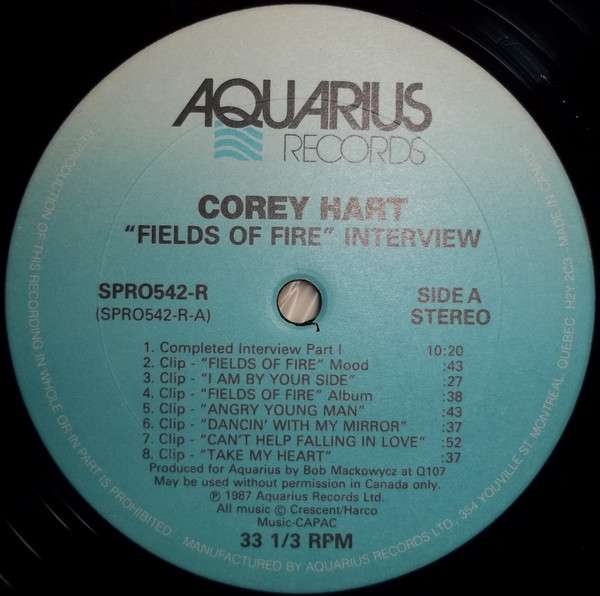 AQUARIUS
RECORDS
COREY HART
"FIELDS OF FIRE" INTERVIEW
SPRO542-R
(SPRO542-R-A)
SIDE A
STEREO
1. Completed Interview Part I 10:20
2. Clip - "FIELDS OF FIRE" Mood :43
3. Clip - "I AM BY YOUR SIDE" :27
4. Clip - "FIELDS OF FIRE" Album :38
5. Clip - "ANGRY YOUNG MAN" :43
6. Clip - "DANCIN' WITH MY MIRROR" :37
7. Clip - "CAN'T HELP FALLING IN LOVE" :52
8. Clip - "TAKE MY HEART" :37
Produced for Aquarius by Bob Mackowycz at Q107
May be used without permission in Canada only.
℗ 1987 Aquarius Records Ltd.
All music © Crescent/Harco
Music-CAPAC
33 1/3 RPM
REPRODUCTION OF THIS RECORDING IN WHOLE OR IN PART IS PROHIBITED. MANUFACTURED BY AQUARIUS RECORDS LTD., 354 YOUVILLE ST. MONTREAL, QUEBEC H2Y 2C3 MADE IN CANADA